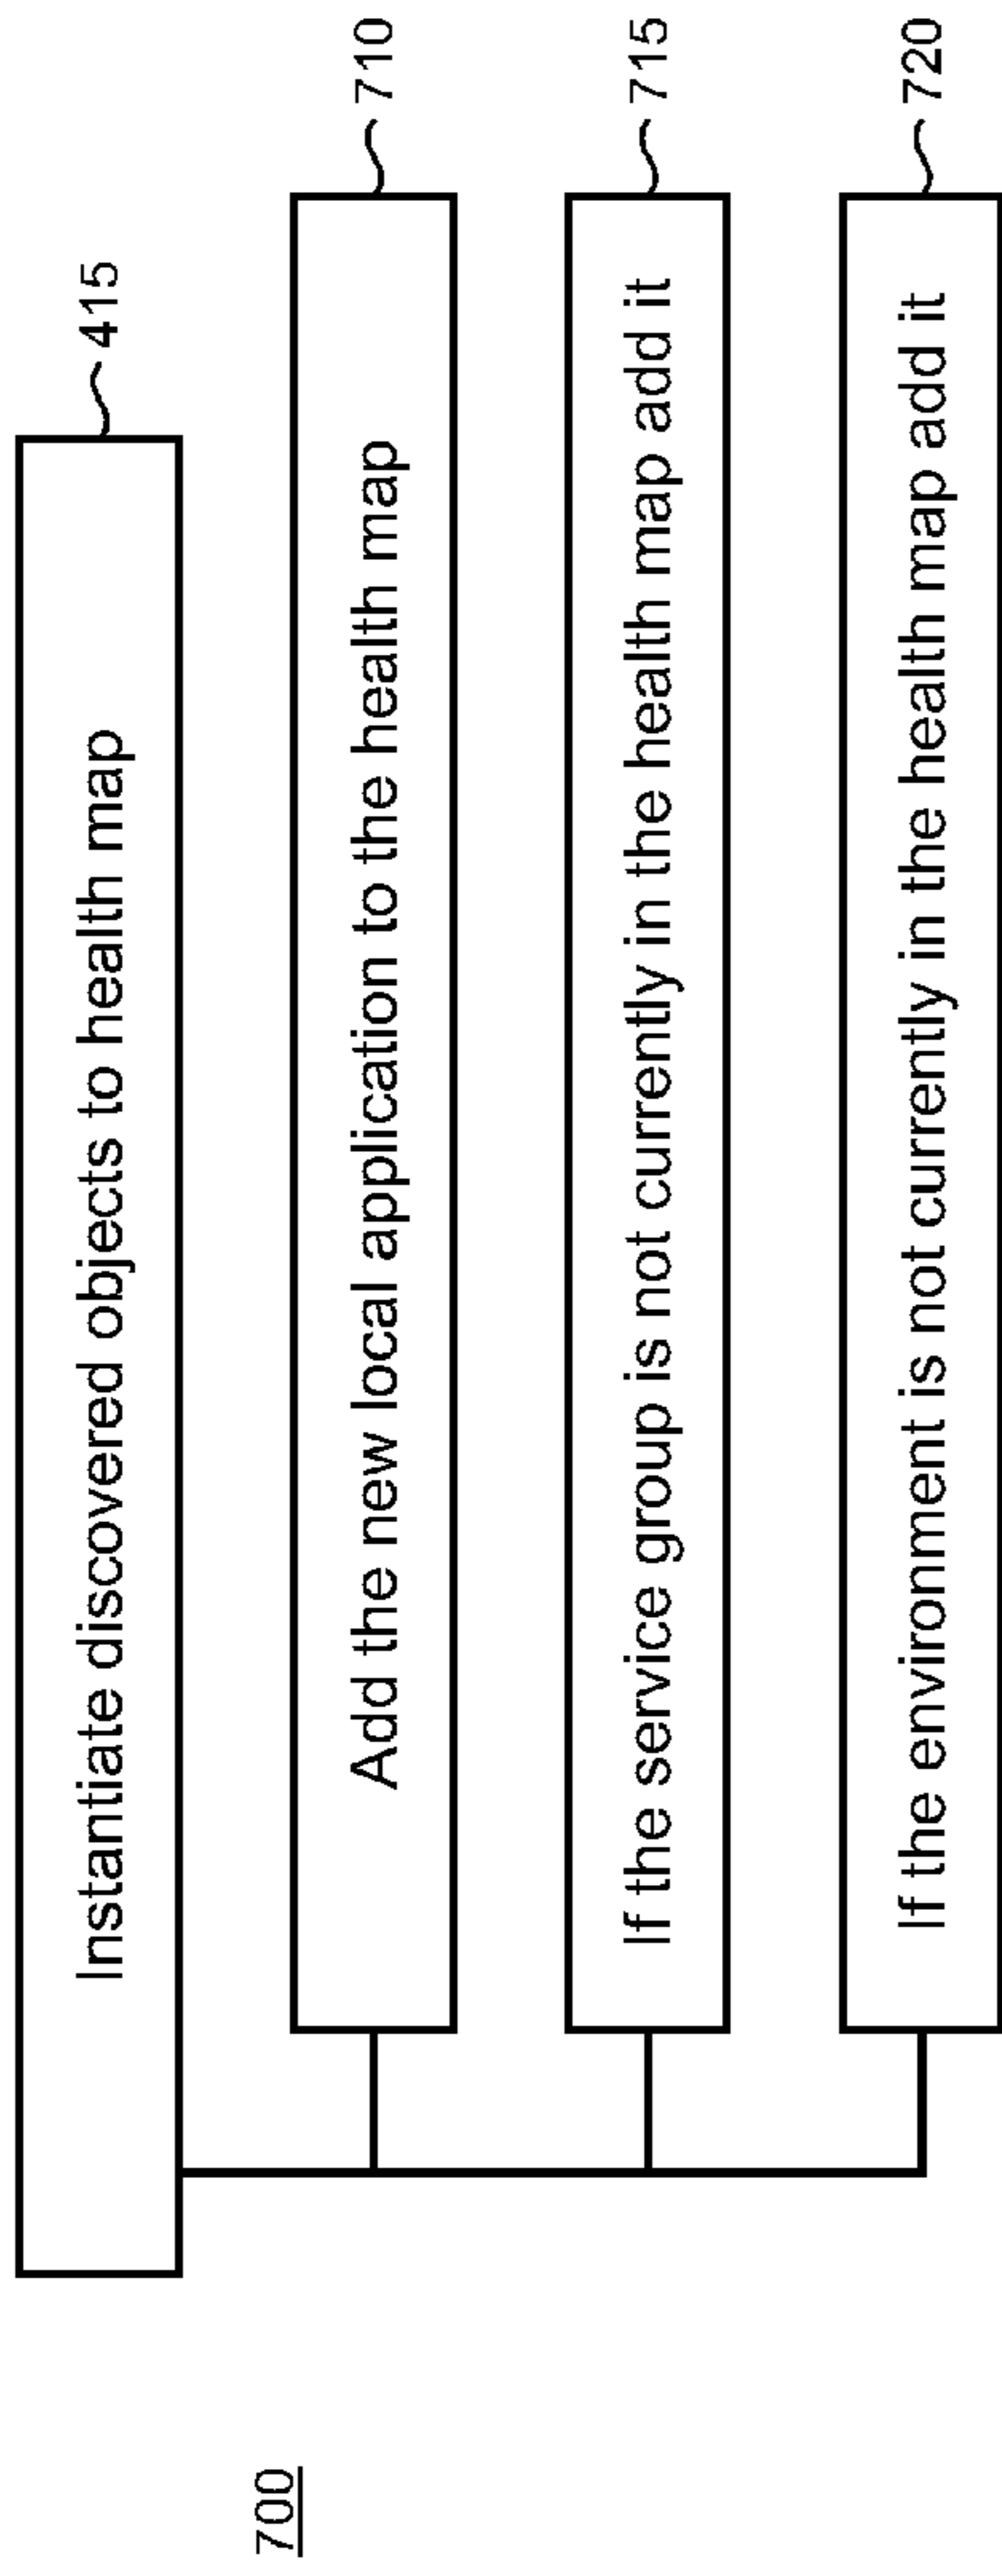 Instantiate discovered objects to health map
415
Add the new local application to the health map
710
If the service group is not currently in the health map add it
715
If the environment is not currently in the health map add it
720
700